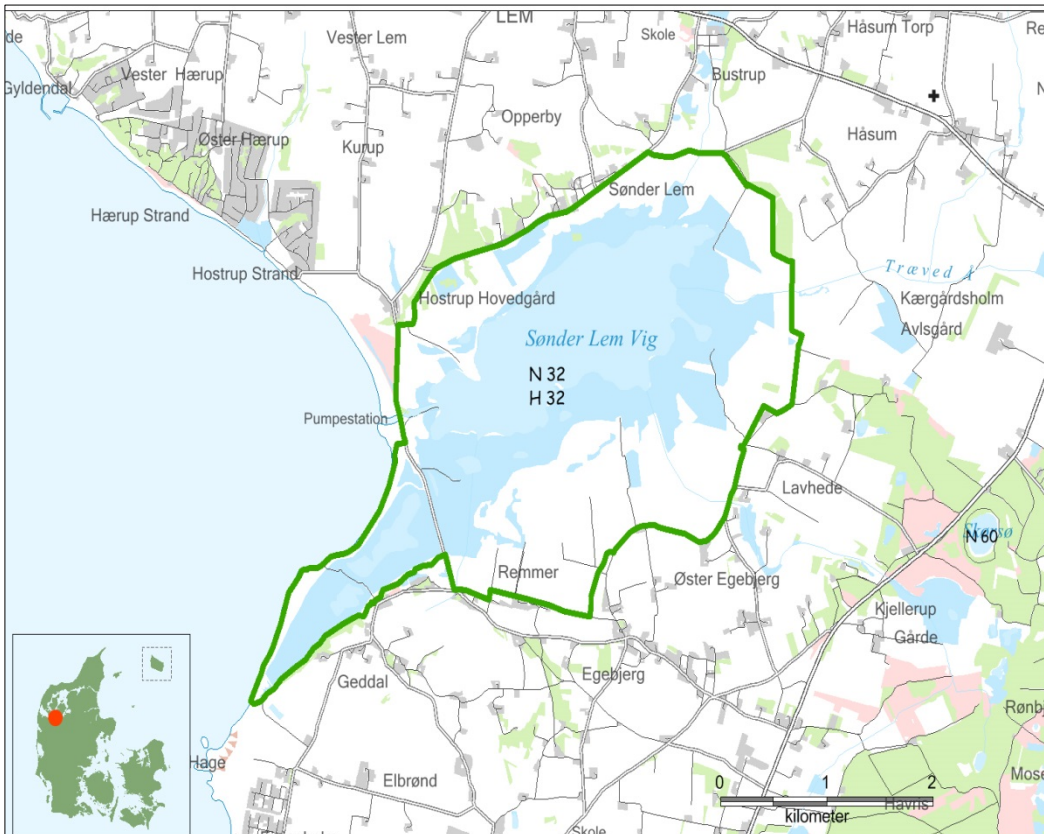 LEM
Vester Lem
Skole
Håsum Torp
Re
de
Vester Hærup
Bustrup
Gyldendal
N
Opperby
Øster Hærup
Kurup
Håsum
Sønder Lem
Hærup Strand
Hostrup Strand
Træved Å
Hostrup Hovedgård
Kærgårdsholm
Avlsgård
Sønder Lem Vig
N 32
H 32
Pumpestation
Lavhede
Skørsø
N 60
Remmer
Øster Egebjerg
Kjellerup
Gårde
Geddal
Egebjerg
Rønb
Hage
Elbrønd
0 1 2
kilometer
Mose
Havris
Skole